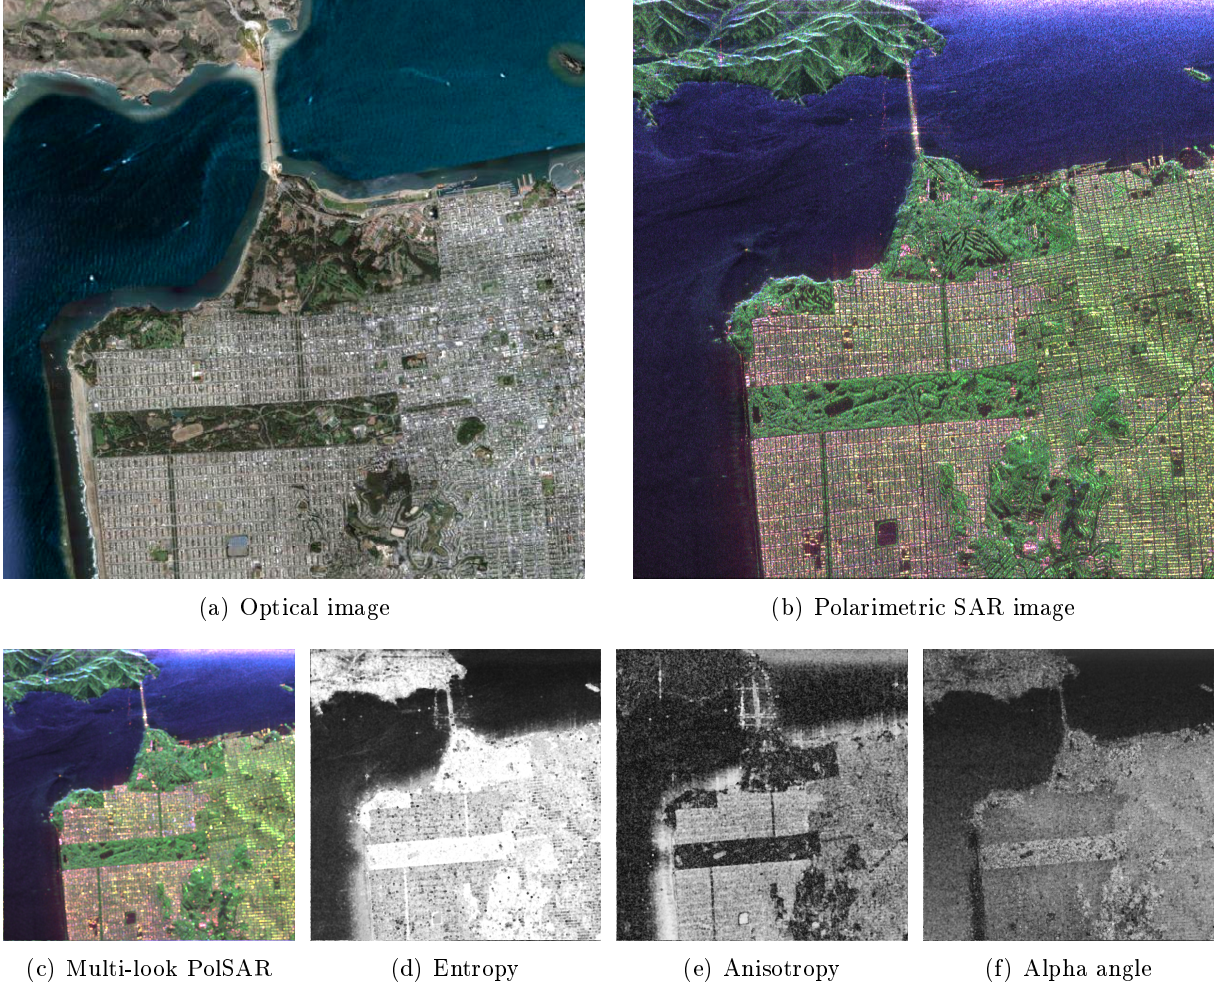 (a) Optical image
(b) Polarimetric SAR image
(c) Multi-look PolSAR
(d) Entropy
(e) Anisotropy
(f) Alpha angle